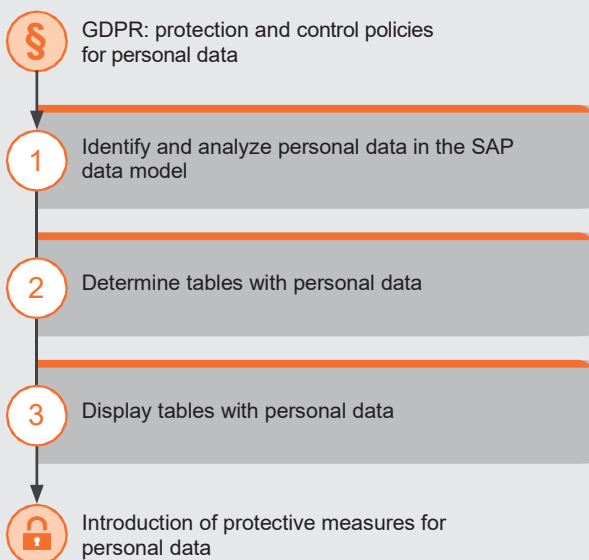 §
GDPR: protection and control policies
for personal data
1
Identify and analyze personal data in the SAP
data model
2
Determine tables with personal data
3
Display tables with personal data
Introduction of protective measures for
personal data